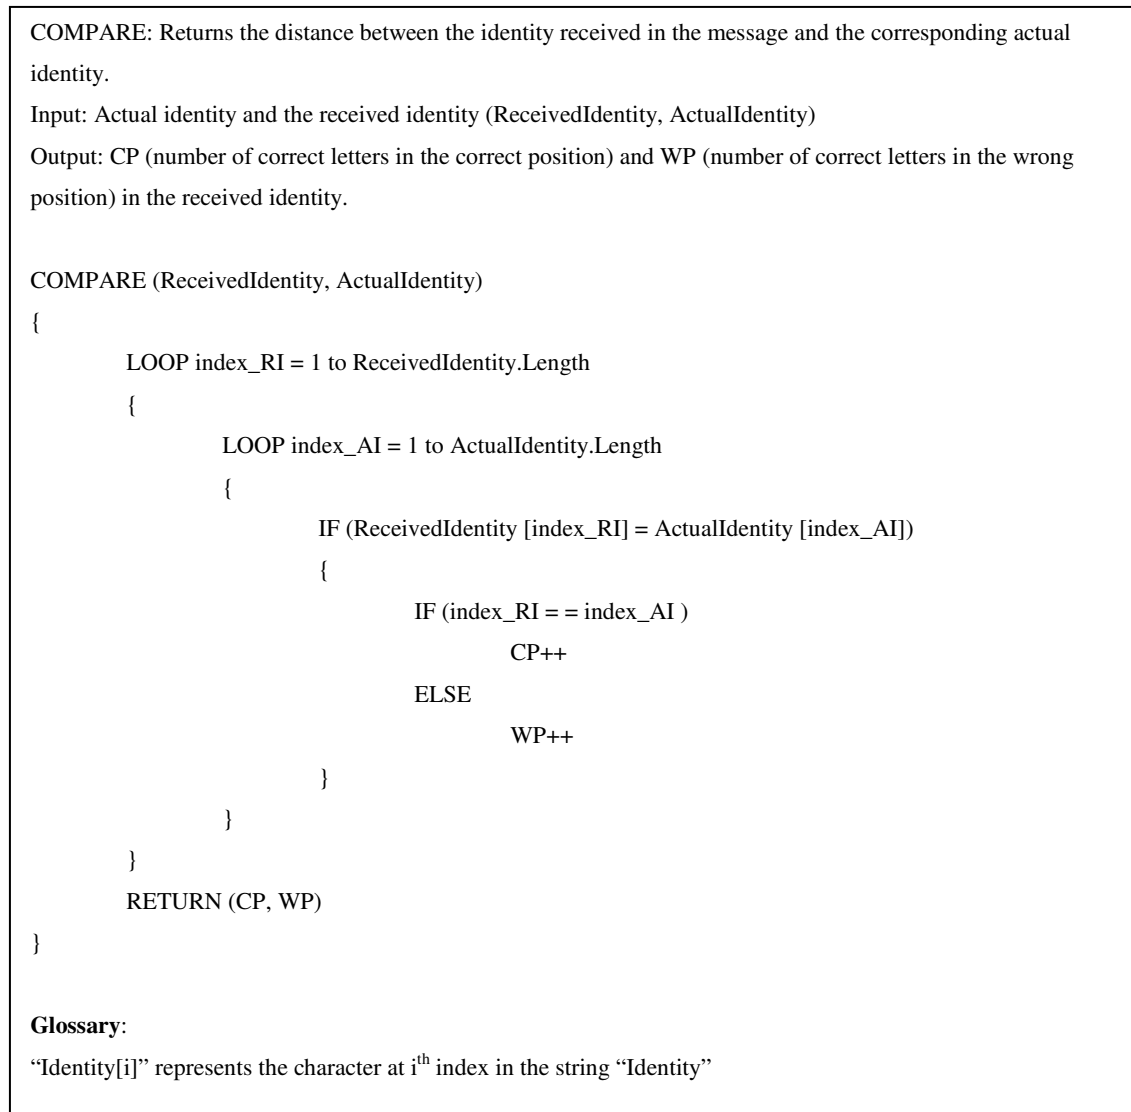 COMPARE: Returns the distance between the identity received in the message and the corresponding actual
identity.
Input: Actual identity and the received identity (ReceivedIdentity, ActualIdentity)
Output: CP (number of correct letters in the correct position) and WP (number of correct letters in the wrong
position) in the received identity.
COMPARE (ReceivedIdentity, ActualIdentity)
{
LOOP index_RI = 1 to ReceivedIdentity.Length
{
LOOP index_AI = 1 to ActualIdentity.Length
{
IF (ReceivedIdentity [index_RI] = ActualIdentity [index_AI])
{
IF (index_RI = = index_AI )
CP++
ELSE
WP++
}
}
}
RETURN (CP, WP)
}
Glossary:
“Identity[i]” represents the character at i^th index in the string “Identity”